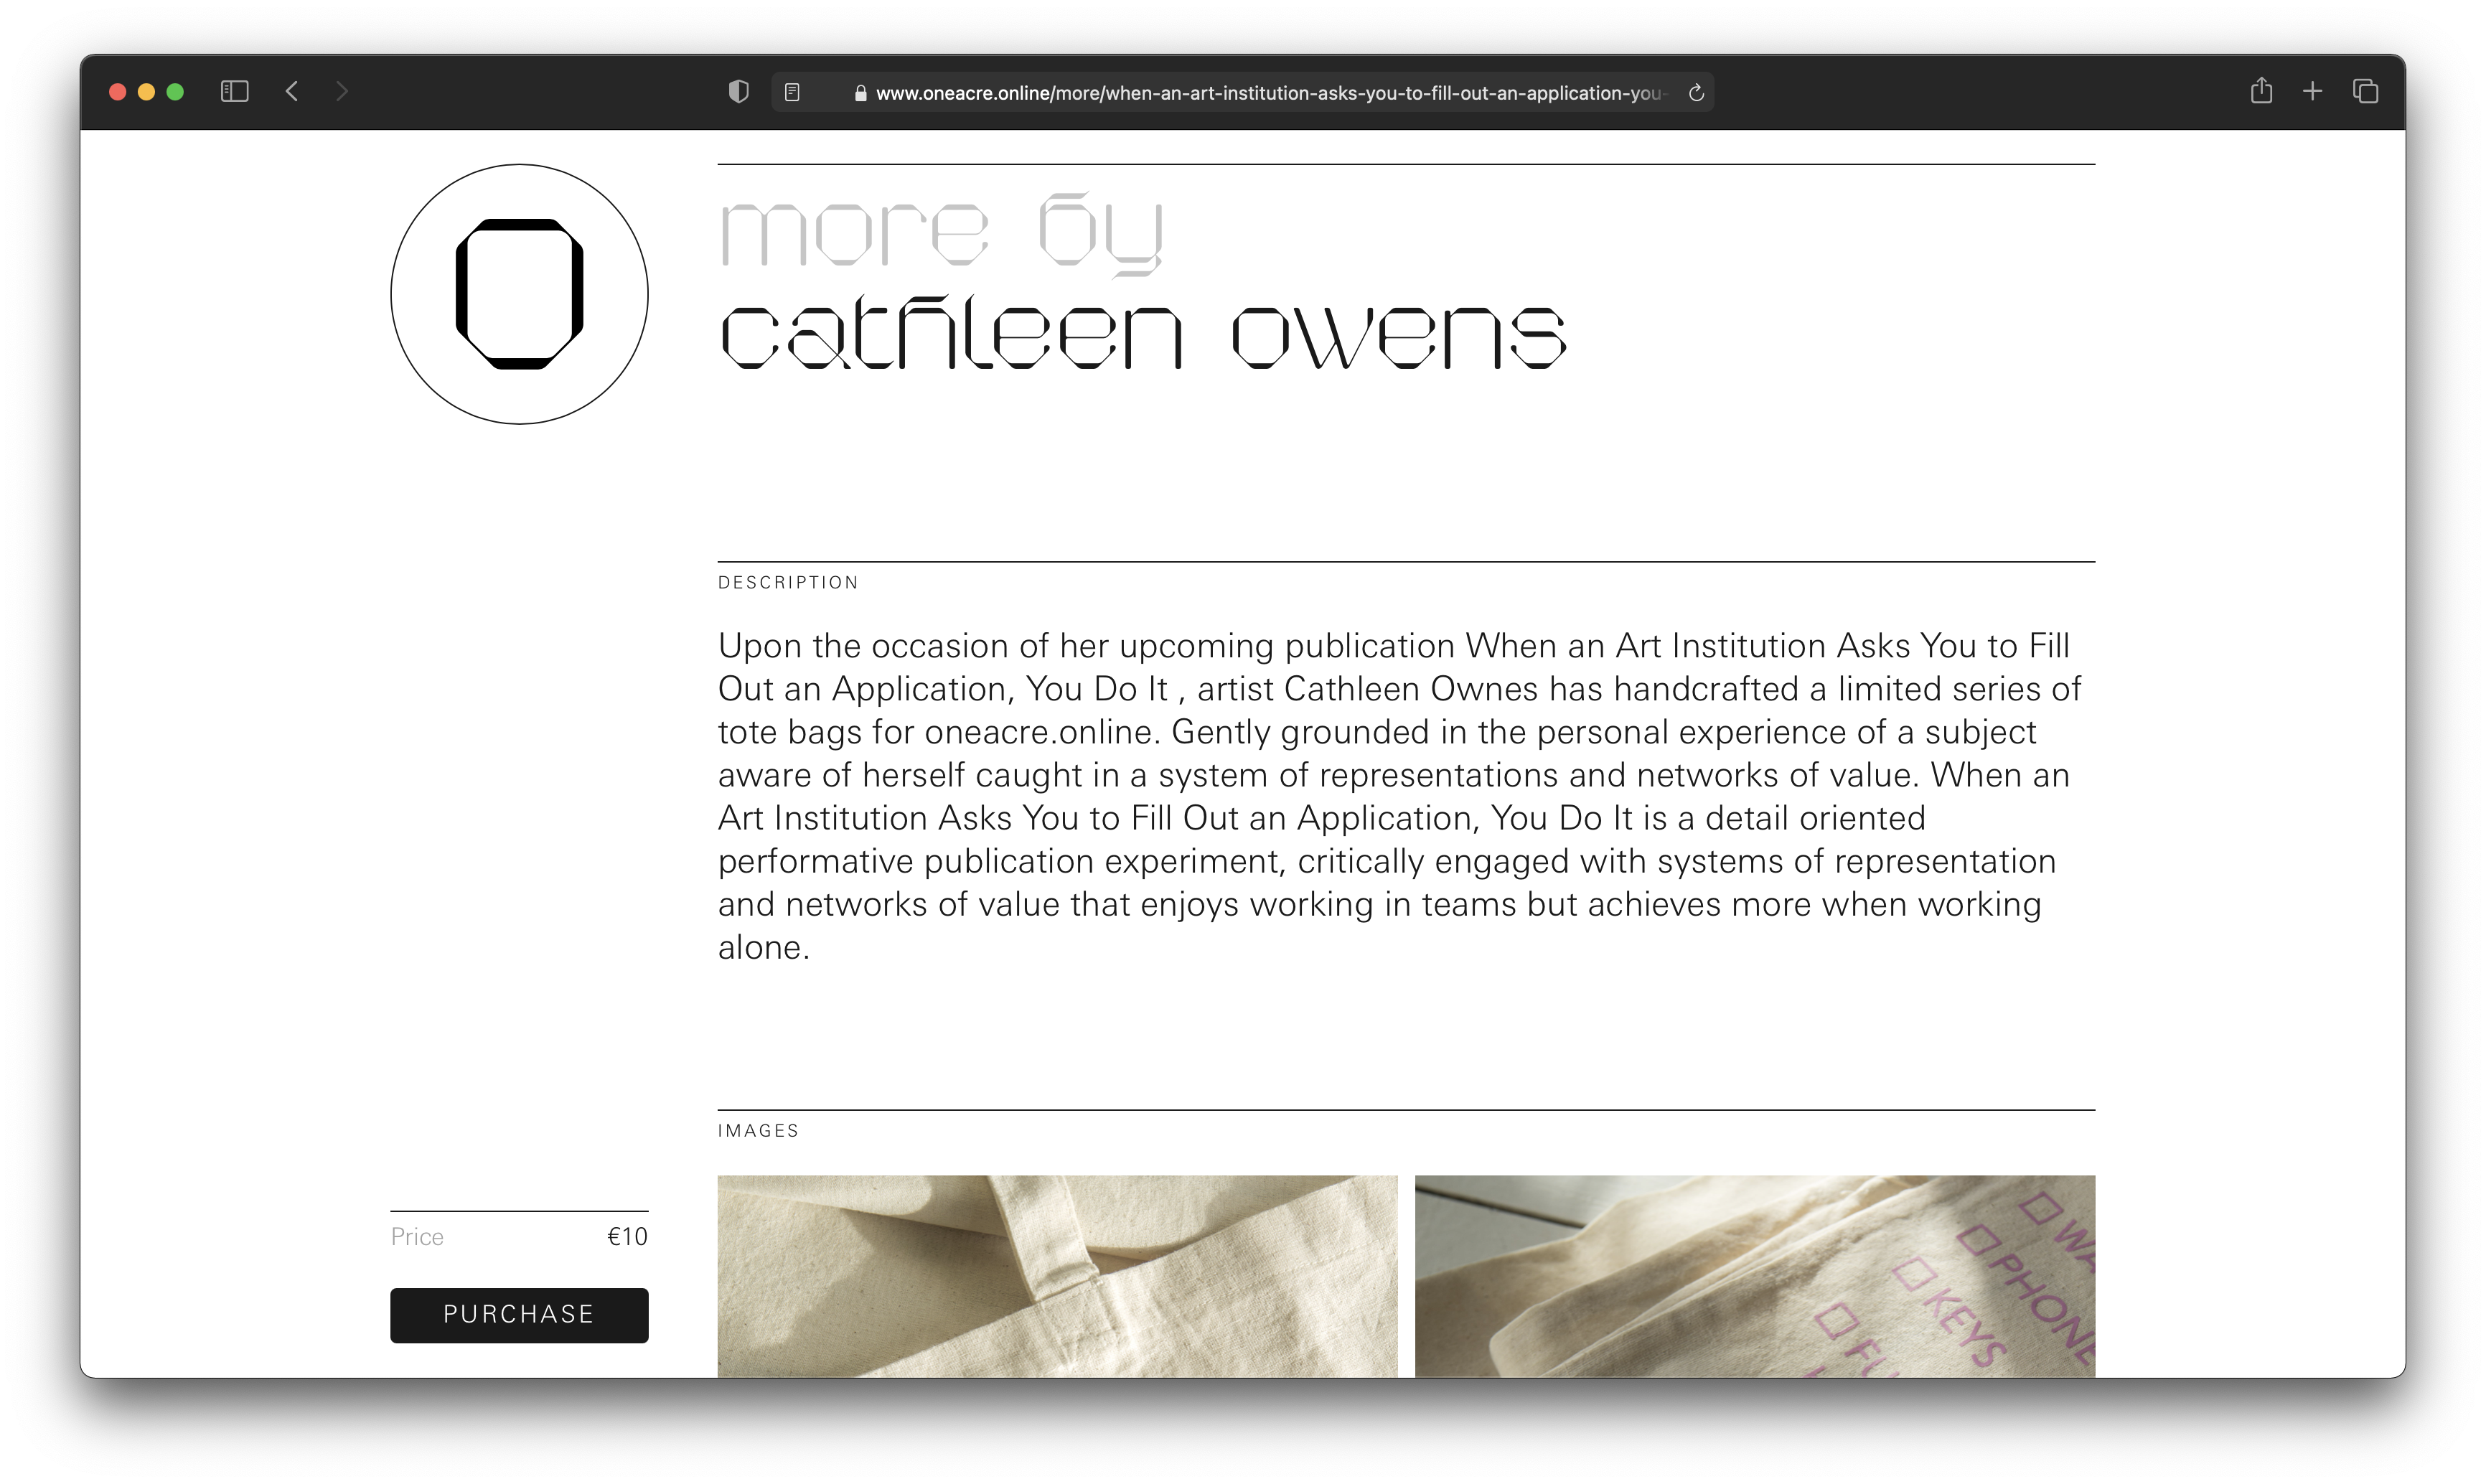 www.oneacre.online/more/when-an-art-institution-asks-you-to-fill-out-an-application-you-
O
more by
cathleen owens
DESCRIPTION
Upon the occasion of her upcoming publication When an Art Institution Asks You to Fill
Out an Application, You Do It , artist Cathleen Ownes has handcrafted a limited series of
tote bags for oneacre.online. Gently grounded in the personal experience of a subject
aware of herself caught in a system of representations and networks of value. When an
Art Institution Asks You to Fill Out an Application, You Do It is a detail oriented
performative publication experiment, critically engaged with systems of representation
and networks of value that enjoys working in teams but achieves more when working
alone.
IMAGES
Price €10
PURCHASE
WA
PHONE
KEYS